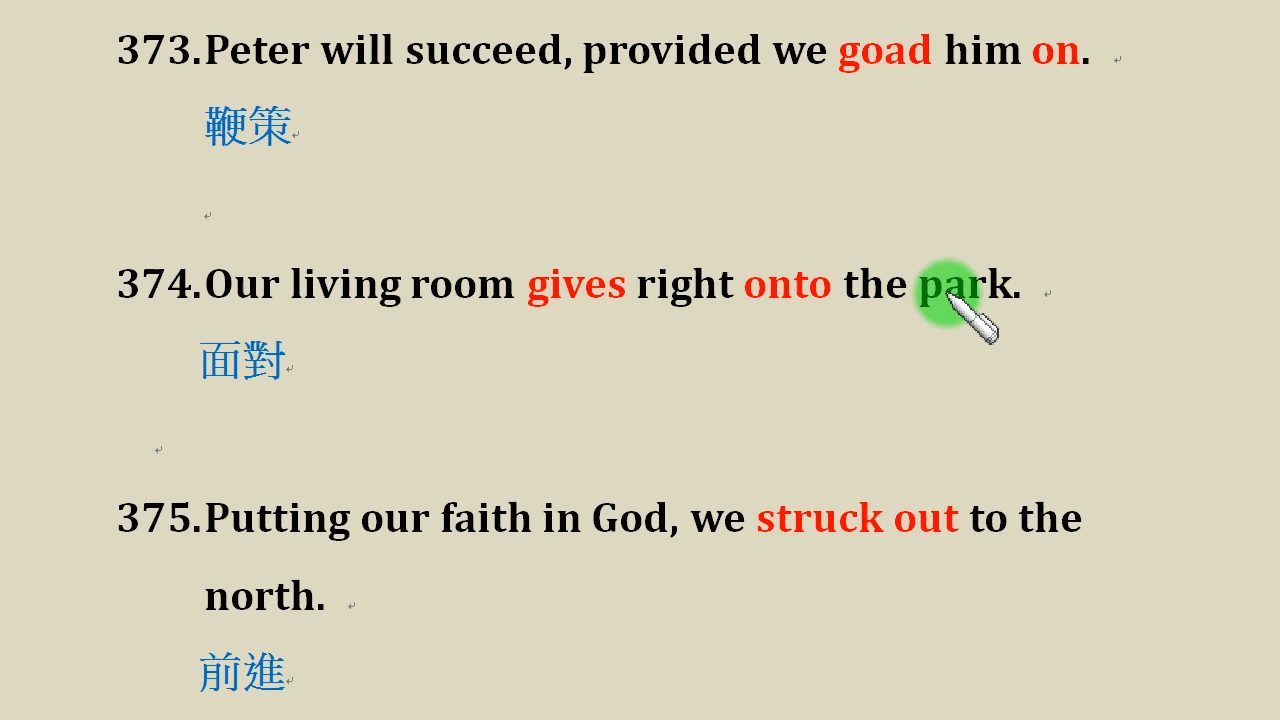 373.Peter will succeed, provided we goad him on.
鞭策
374.Our living room gives right onto the park.
面對
375.Putting our faith in God, we struck out to the
north.
前進